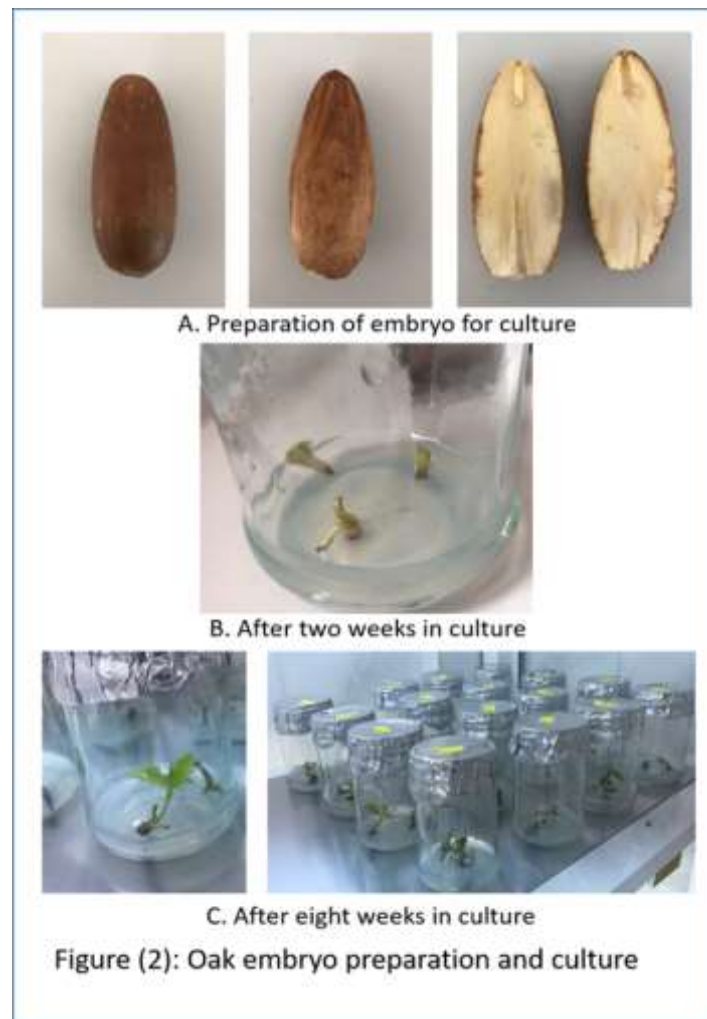 A. Preparation of embryo for culture
B. After two weeks in culture
C. After eight weeks in culture
Figure (2): Oak embryo preparation and culture